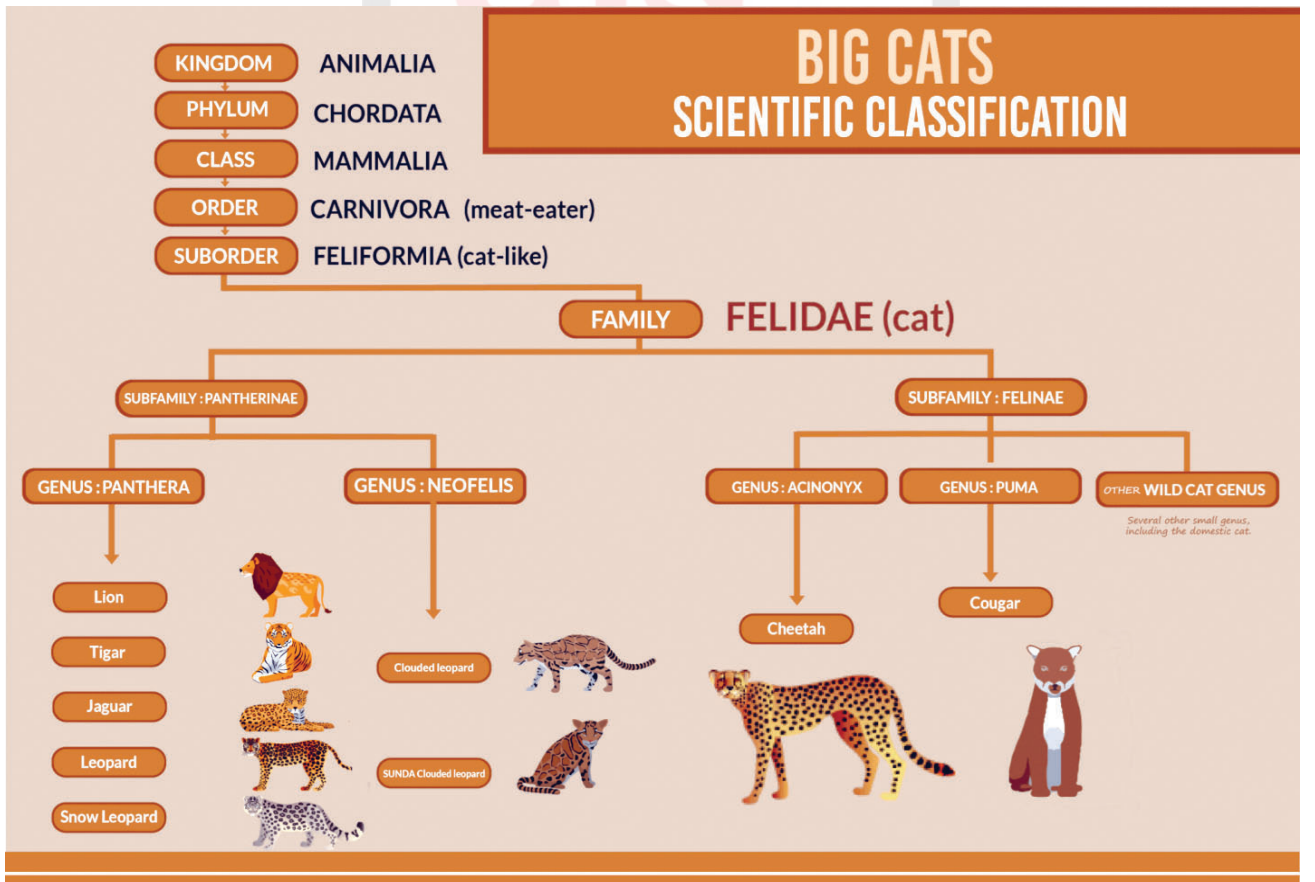 BIG CATS
SCIENTIFIC CLASSIFICATION
KINGDOM ANIMALIA
PHYLUM CHORDATA
CLASS MAMMALIA
ORDER CARNIVORA (meat-eater)
SUBORDER FELIFORMIA (cat-like)
FAMILY FELIDAE (cat)
SUBFAMILY : PANTHERINAE
SUBFAMILY : FELINAE
GENUS : PANTHERA
GENUS : NEOFELIS
GENUS : ACINONYX
GENUS : PUMA
OTHER WILD CAT GENUS
Several other small genus,
including the domestic cat.
Lion
Tigar
Jaguar
Leopard
Snow Leopard
Clouded leopard
SUNDA Clouded leopard
Cheetah
Cougar